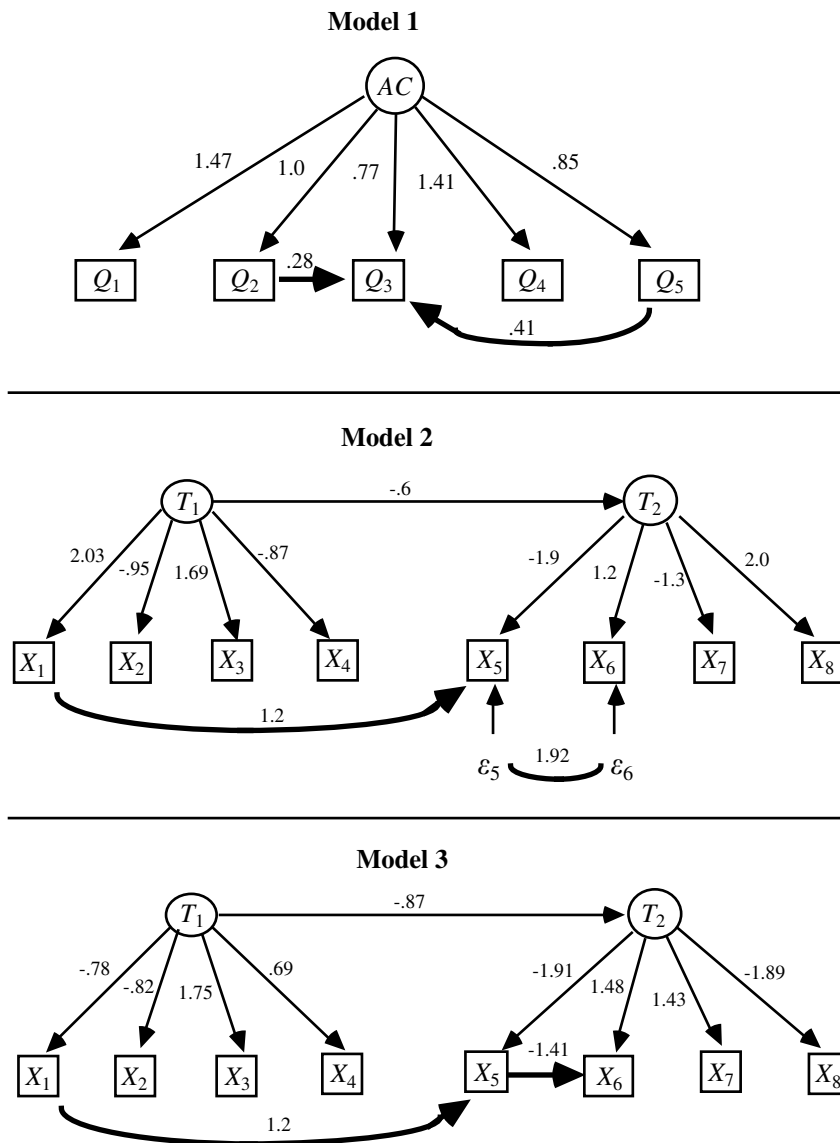 Model 1
AC
1.47 1.0 .77 1.41 .85
Q1 Q2 .28 Q3 Q4 Q5
.41
Model 2
T1 -.6 T2
2.03 -.95 1.69 -.87 -1.9 1.2 -1.3 2.0
X1 X2 X3 X4 X5 X6 X7 X8
1.2
ε5 1.92 ε6
Model 3
T1 -.87 T2
-.78 -.82 1.75 .69 -1.91 1.48 1.43 -1.89
X1 X2 X3 X4 X5 -1.41 X6 X7 X8
1.2